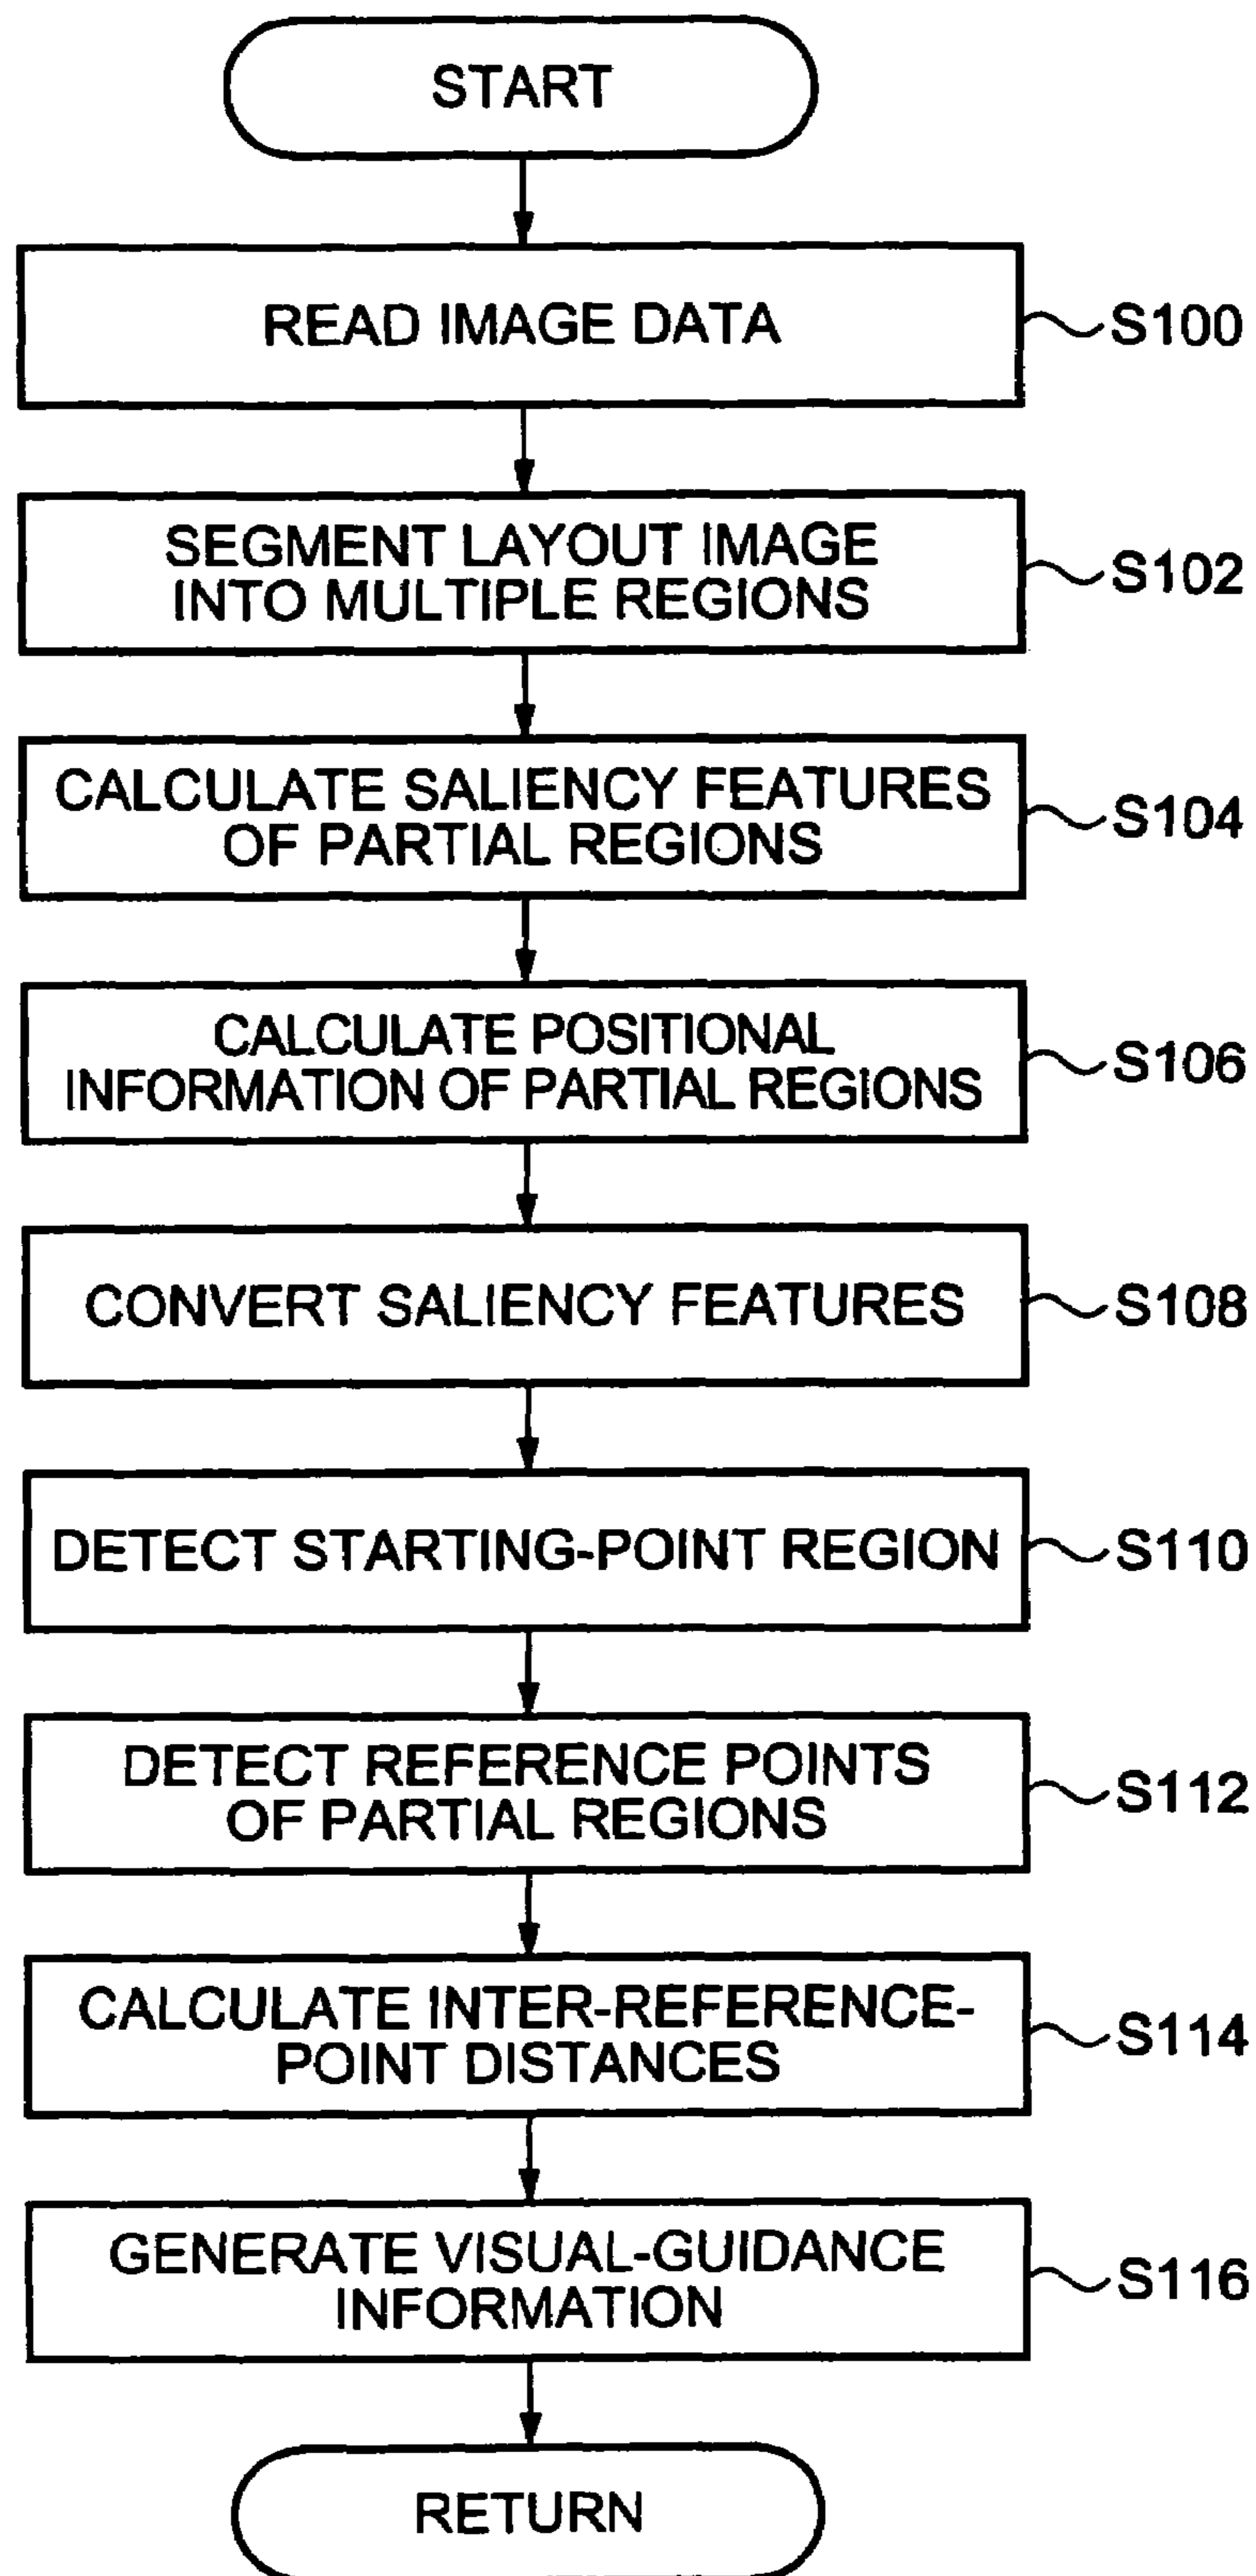 START
READ IMAGE DATA
S100
SEGMENT LAYOUT IMAGE
INTO MULTIPLE REGIONS
S102
CALCULATE SALIENCY FEATURES
OF PARTIAL REGIONS
S104
CALCULATE POSITIONAL
INFORMATION OF PARTIAL REGIONS
S106
CONVERT SALIENCY FEATURES
S108
DETECT STARTING-POINT REGION
S110
DETECT REFERENCE POINTS
OF PARTIAL REGIONS
S112
CALCULATE INTER-REFERENCE-
POINT DISTANCES
S114
GENERATE VISUAL-GUIDANCE
INFORMATION
S116
RETURN